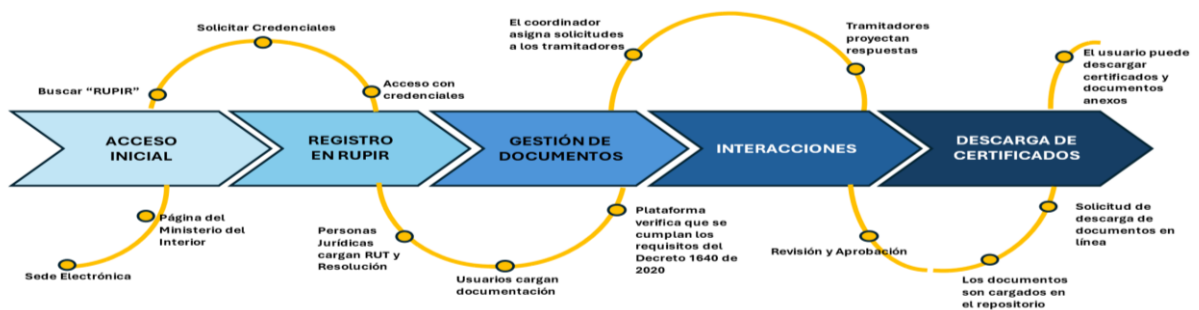 Solicitar Credenciales
Buscar “RUPIR”
Acceso con
credenciales
El coordinador
asigna solicitudes
a los tramitadores
Tramitadores
proyectan
respuestas
El usuario puede
descargar
certificados y
documentos
anexos
ACCESO
INICIAL
REGISTRO
EN RUPIR
GESTIÓN DE
DOCUMENTOS
INTERACCIONES
DESCARGA DE
CERTIFICADOS
Sede Electrónica
Página del
Ministerio del
Interior
Personas
Jurídicas
cargan RUT y
Resolución
Usuarios cargan
documentación
Plataforma
verifica que se
cumplan los
requisitos del
Decreto 1640 de
2020
Revisión y Aprobación
Los documentos
son cargados en
el repositorio
Solicitud de
descarga de
documentos en
línea